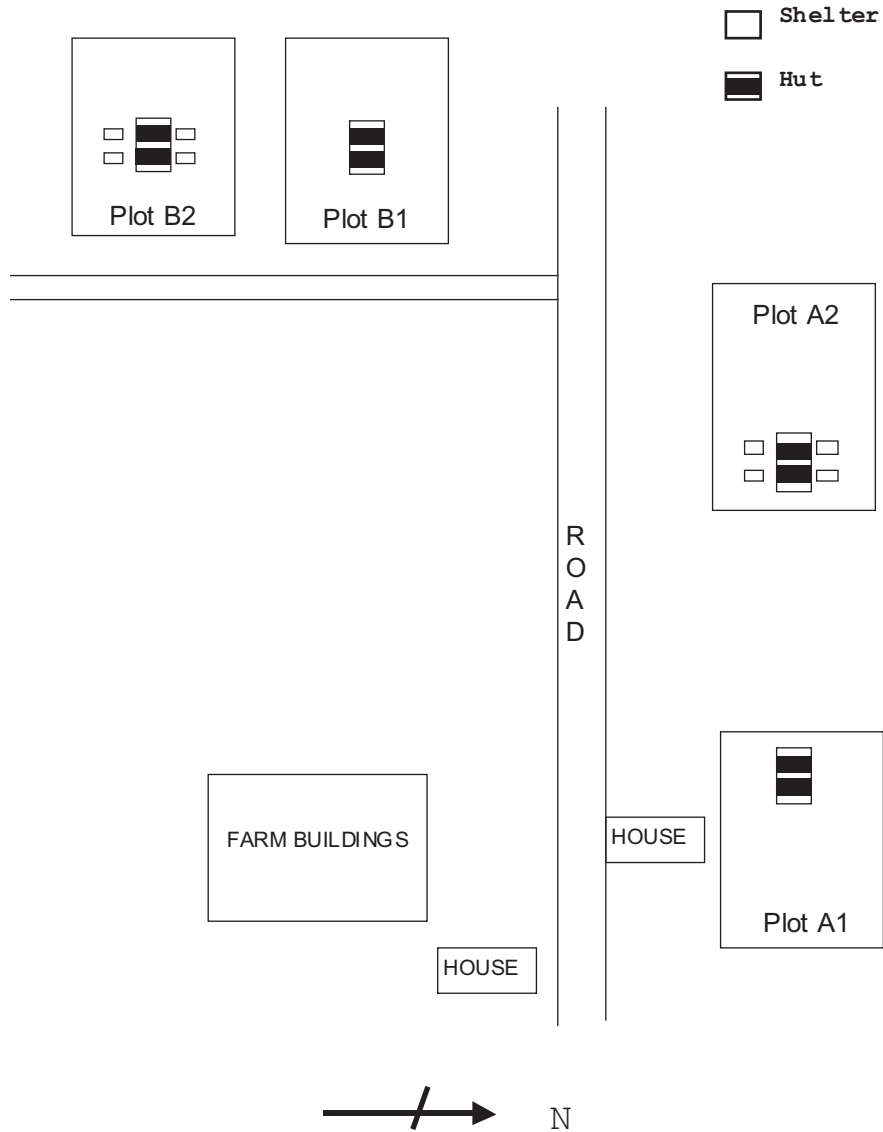 Shelter
Hut
Plot B2
Plot B1
Plot A2
R
O
A
D
FARM BUILDINGS
HOUSE
Plot A1
HOUSE
N